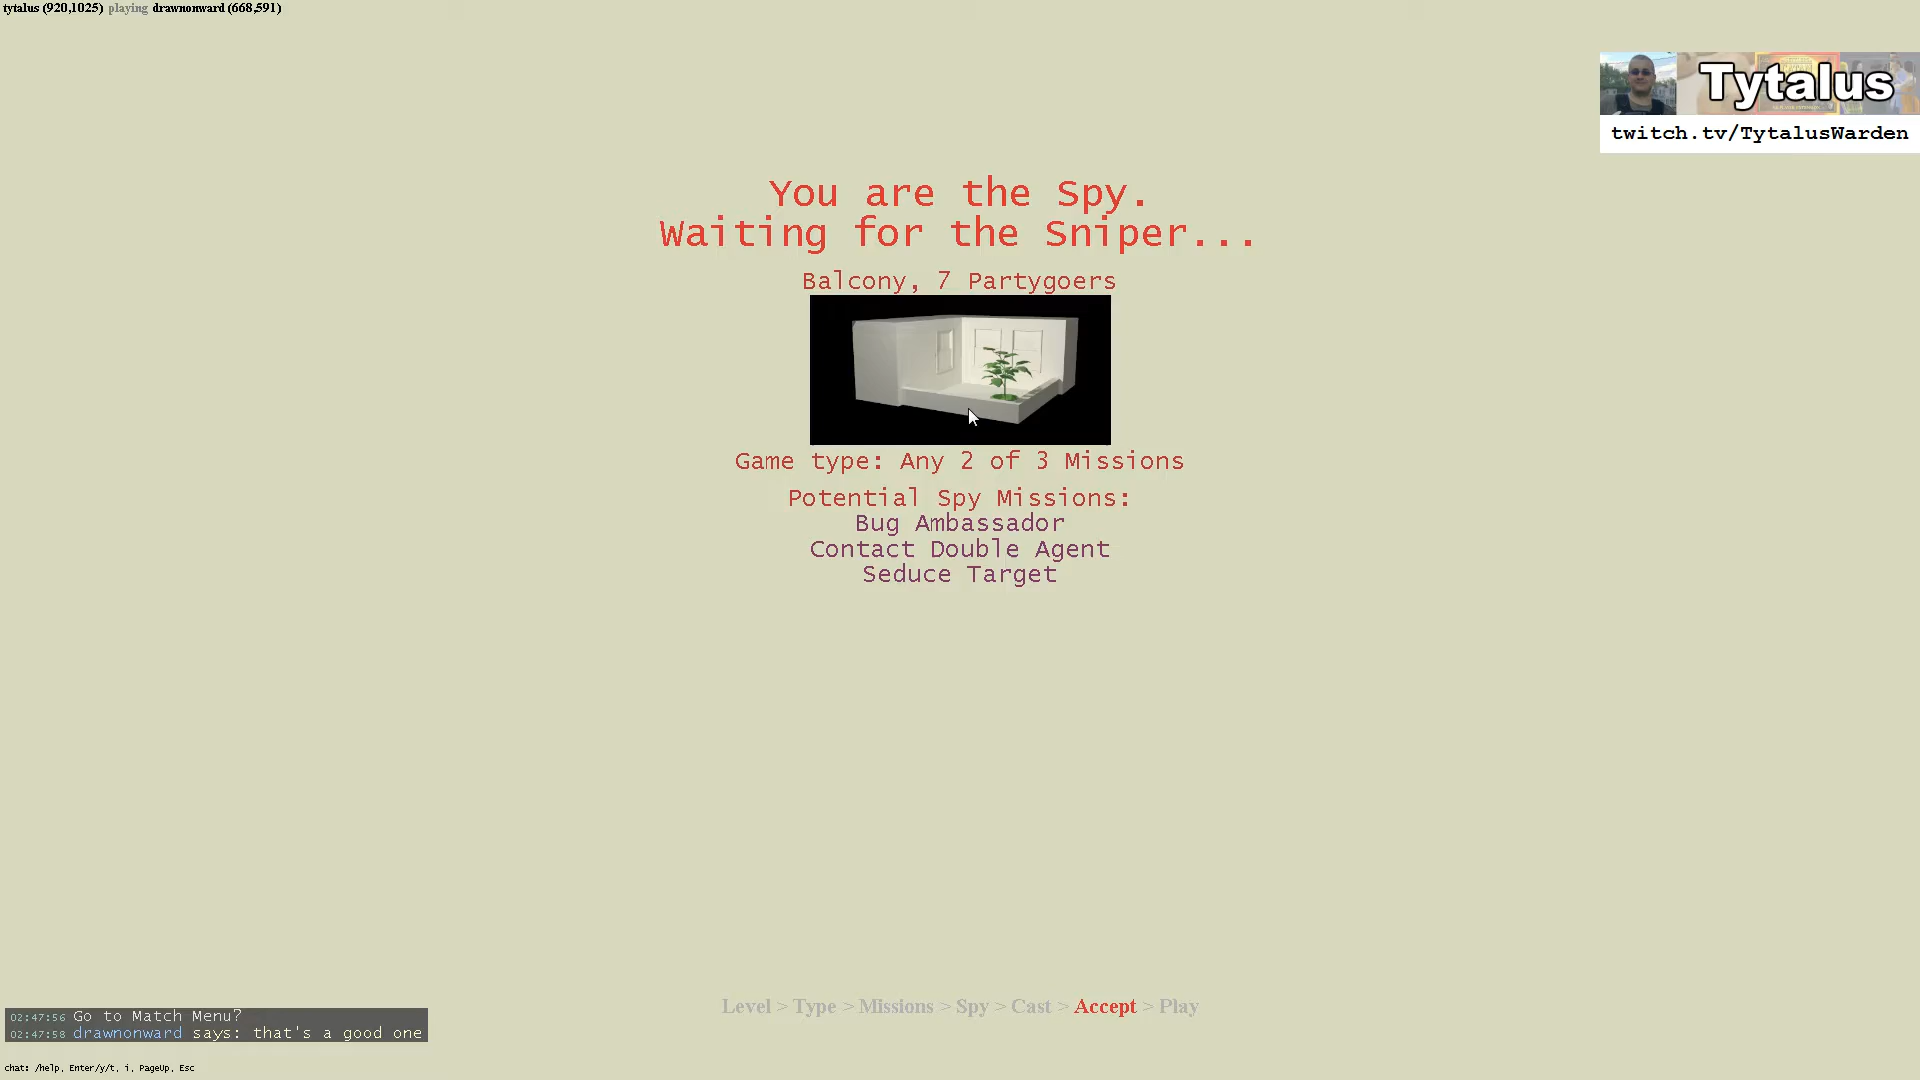 tytalus (920,1025) playing drawnonward (668,591)
Tytalus
twitch.tv/TytalusWarden
You are the Spy.
Waiting for the Sniper...
Balcony, 7 Partygoers
Game type: Any 2 of 3 Missions
Potential Spy Missions:
Bug Ambassador
Contact Double Agent
Seduce Target
Level > Type > Missions > Spy > Cast > Accept > Play
02:47:56 Go to Match Menu?
02:47:58 drawnonward says: that's a good one
chat: /help, Enter/y/t, i, PageUp, Esc